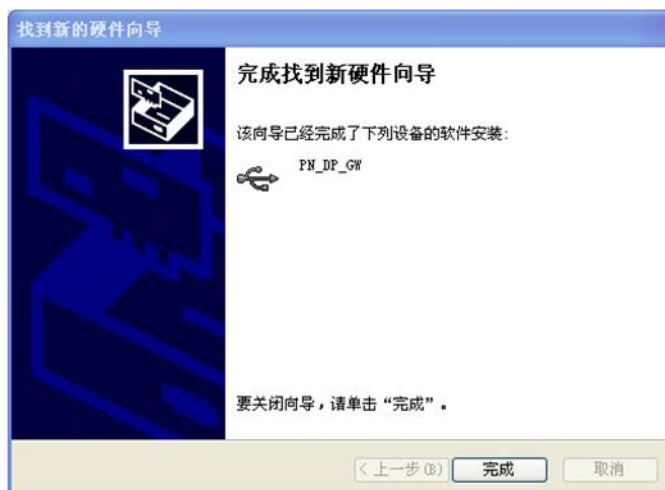 找到新的硬件向导
完成找到新硬件向导
该向导已经完成了下列设备的软件安装:
PN_DP_GW
要关闭向导，请单击“完成”。
< 上一步(B)
完成
取消